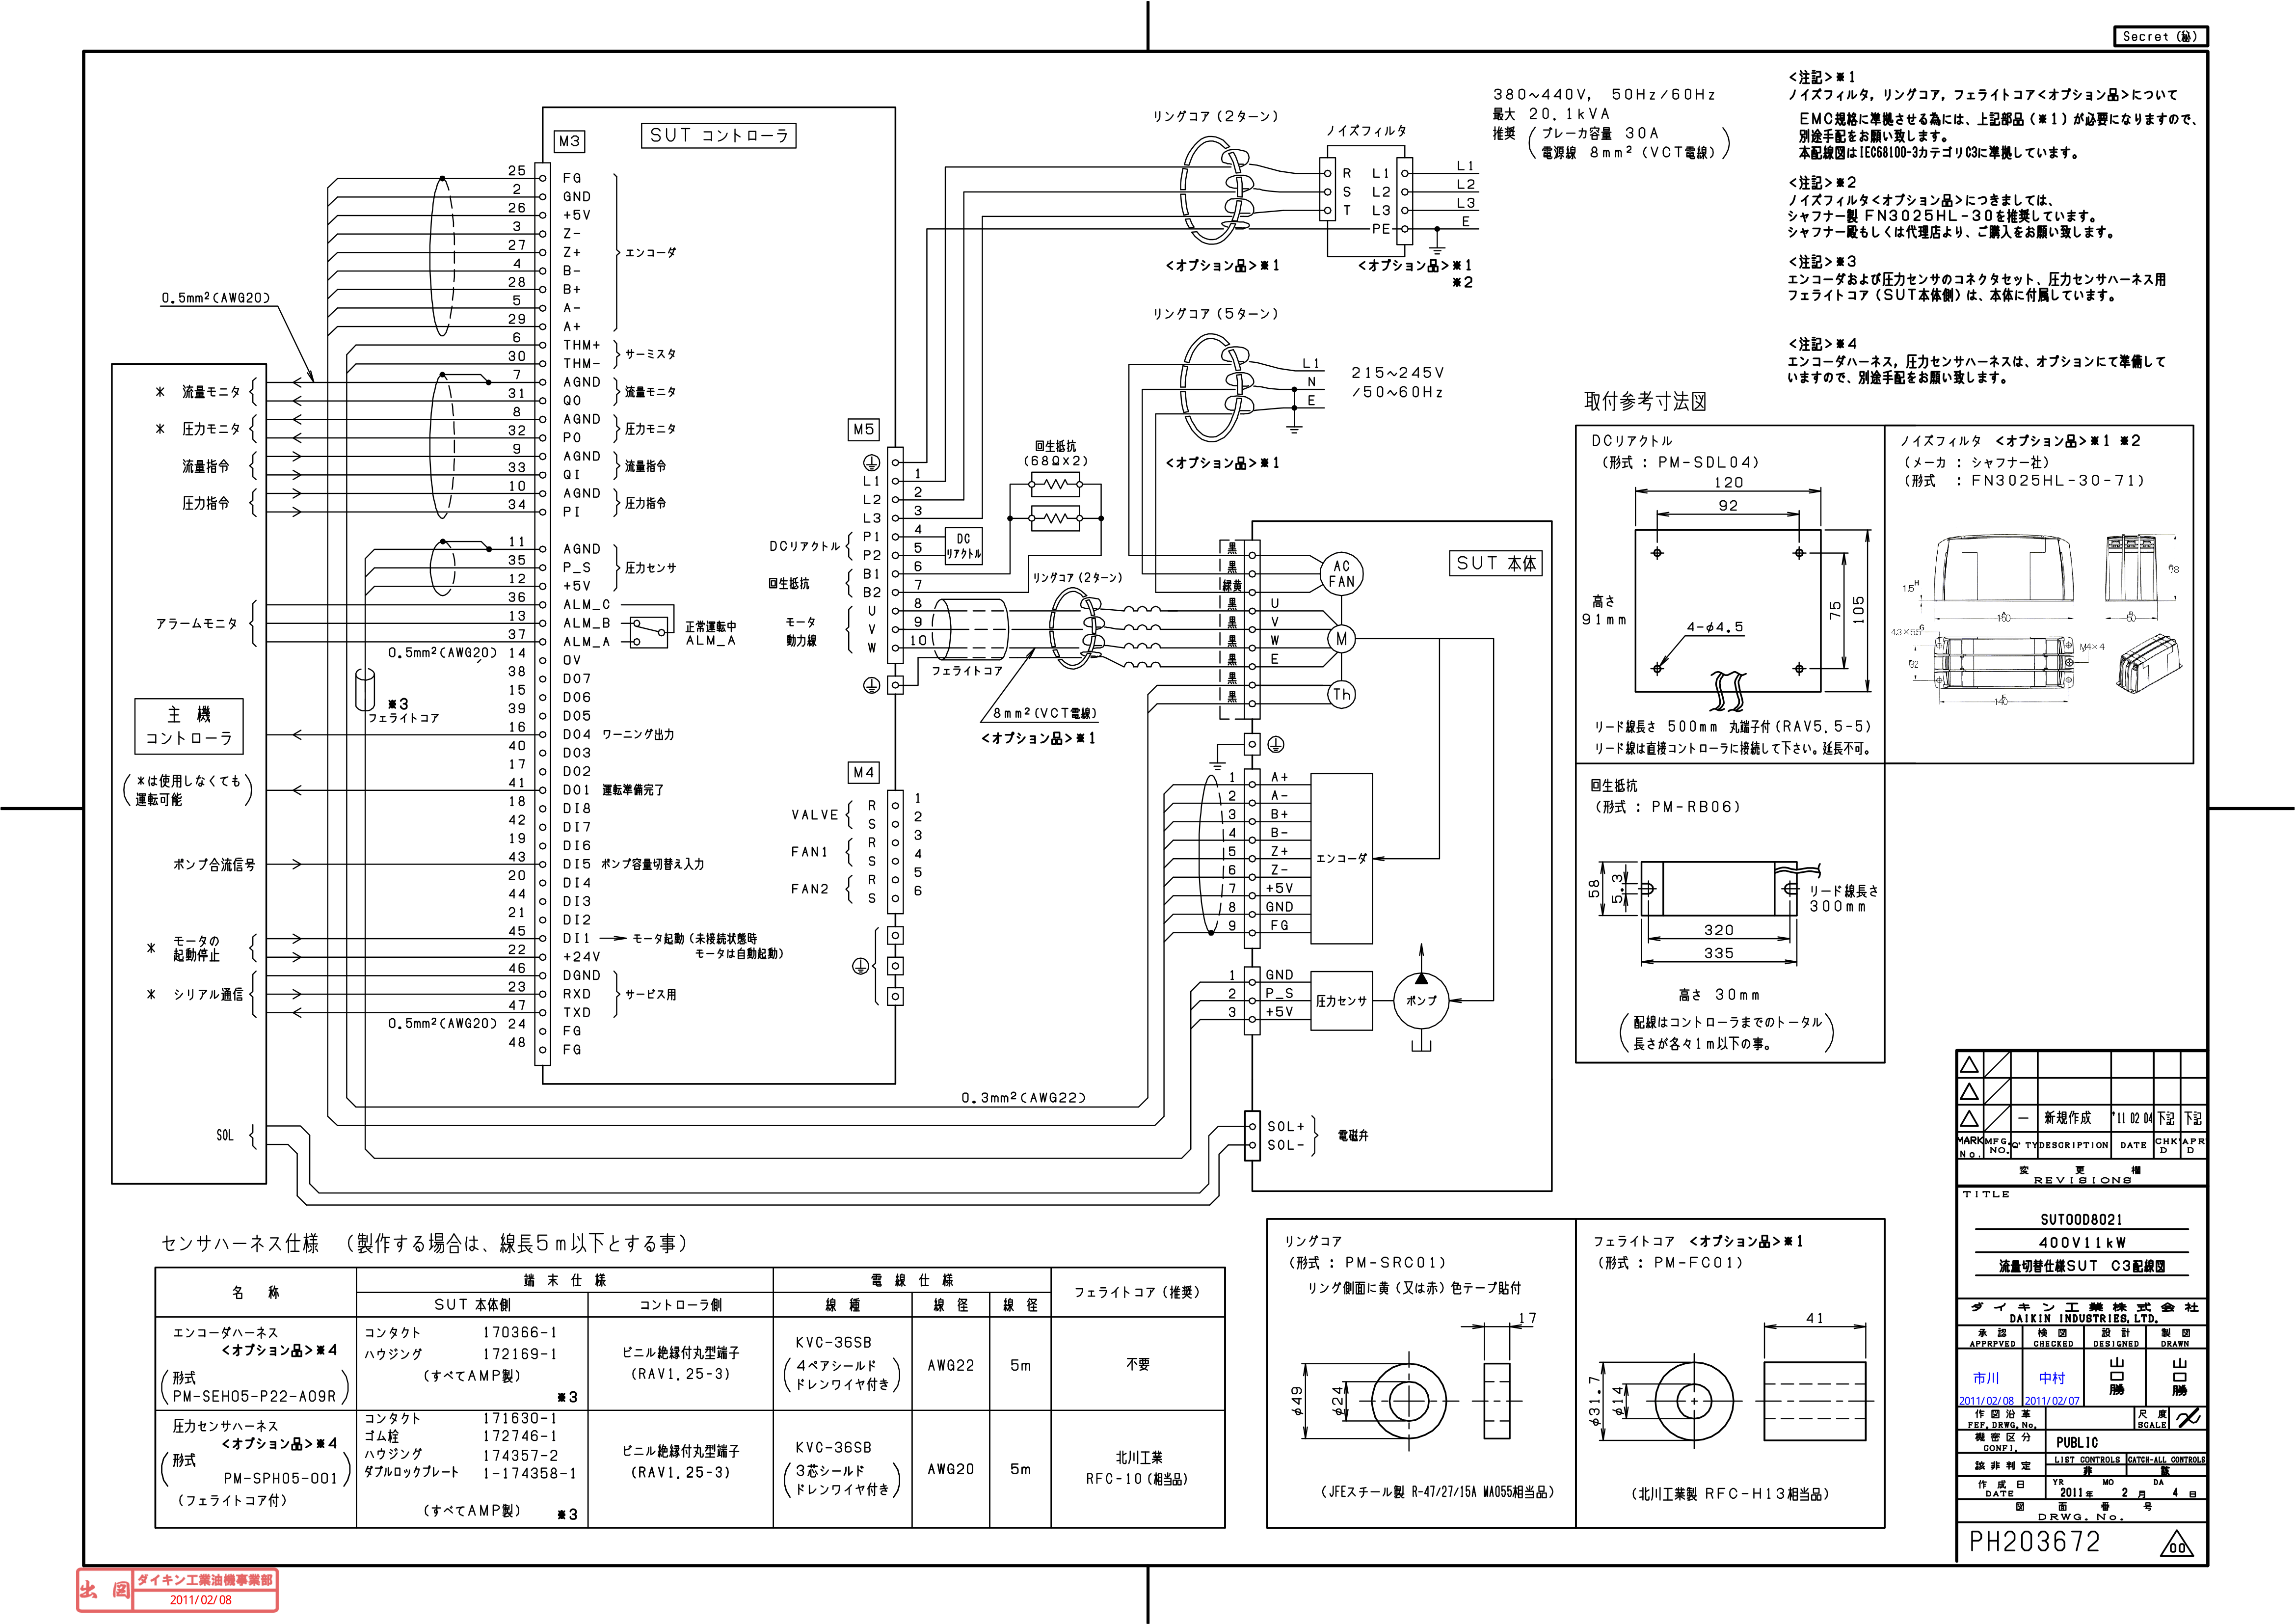 Secret (秘)
SUT コントローラ
M3
25 FG
2 GND
26 +5V
3 Z-
27 Z+
4 B-
28 B+
5 A-
29 A+
エンコーダ
6 THM+
30 THM-
サーミスタ
7 AGND
31 QO
流量モニタ
8 AGND
32 PO
圧力モニタ
9 AGND
33 QI
流量指令
10 AGND
34 PI
圧力指令
11 AGND
35 P_S
12 +5V
圧力センサ
36 ALM_C
13 ALM_B
37 ALM_A
正常運転中
ALM_A
14 0V
38 DO7
15 DO6
39 DO5
16 DO4 ワーニング出力
40 DO3
17 DO2
41 DO1 運転準備完了
18 DI8
42 DI7
19 DI6
43 DI5 ポンプ容量切替え入力
20 DI4
44 DI3
21 DI2
45 DI1 モータ起動(未接続状態時
モータは自動起動)
22 +24V
46 DGND
23 RXD
47 TXD
サービス用
24 FG
48 FG
0.5mm²(AWG20)
0.5mm²(AWG20)
0.5mm²(AWG20)
* 流量モニタ
* 圧力モニタ
流量指令
圧力指令
アラームモニタ
主 機
コントローラ
(*は使用しなくても
運転可能)
ポンプ合流信号
* モータの
起動停止
* シリアル通信
SOL
※3
フェライトコア
M5
L1 1
L2 2
L3 3
DCリアクトル
P1 4
P2 5
DC
リアクトル
回生抵抗
B1 6
B2 7
モータ
動力線
U 8
V 9
W 10
M4
VALVE
R 1
S 2
FAN1
R 3
S 4
FAN2
R 5
S 6
回生抵抗
(68Ω×2)
リングコア(2ターン)
フェライトコア
8mm²(VCT電線)
<オプション品>※1
0.3mm²(AWG22)
リングコア(2ターン)
<オプション品>※1
ノイズフィルタ
R L1
S L2
T L3
PE
L1
L2
L3
E
<オプション品>※1
※2
380~440V, 50Hz/60Hz
最大 20.1kVA
推奨 (ブレーカ容量 30A
電源線 8mm²(VCT電線))
リングコア(5ターン)
L1
N
E
215~245V
/50~60Hz
<オプション品>※1
SUT 本体
黒
黒
緑黄
黒 U
黒 V
黒 W
黒 E
黒
黒
AC
FAN
M
Th
1 A+
2 A-
3 B+
4 B-
5 Z+
6 Z-
7 +5V
8 GND
9 FG
エンコーダ
1 GND
2 P_S
3 +5V
圧力センサ
ポンプ
SOL+
SOL-
電磁弁
<注記>※1
ノイズフィルタ,リングコア,フェライトコア<オプション品>について
EMC規格に準拠させる為には、上記部品(※1)が必要になりますので、
別途手配をお願い致します。
本配線図はIEC68100-3カテゴリC3に準拠しています。
<注記>※2
ノイズフィルタ<オプション品>につきましては、
シャフナー製 FN3025HL-30を推奨しています。
シャフナー殿もしくは代理店より、ご購入をお願い致します。
<注記>※3
エンコーダおよび圧力センサのコネクタセット、圧力センサハーネス用
フェライトコア(SUT本体側)は、本体に付属しています。
<注記>※4
エンコーダハーネス,圧力センサハーネスは、オプションにて準備して
いますので、別途手配をお願い致します。
取付参考寸法図
DCリアクトル
(形式 : PM-SDL04)
120
92
75
105
高さ
91mm
4-φ4.5
リード線長さ 500mm 丸端子付(RAV5.5-5)
リード線は直接コントローラに接続して下さい。延長不可。
ノイズフィルタ <オプション品>※1 ※2
(メーカ : シャフナー社)
(形式 : FN3025HL-30-71)
M4×4
回生抵抗
(形式 : PM-RB06)
58
5.3
リード線長さ
300mm
320
335
高さ 30mm
(配線はコントローラまでのトータル
長さが各々1m以下の事。)
センサハーネス仕様 (製作する場合は、線長5m以下とする事)
名 称
端 末 仕 様
電 線 仕 様
フェライトコア(推奨)
SUT 本体側
コントローラ側
線 種
線 径
線 径
エンコーダハーネス
<オプション品>※4
(形式
PM-SEH05-P22-A09R)
コンタクト 170366-1
ハウジング 172169-1
(すべてAMP製)
※3
ビニル絶縁付丸型端子
(RAV1.25-3)
KVC-36SB
(4ペアシールド
ドレンワイヤ付き)
AWG22
5m
不要
圧力センサハーネス
<オプション品>※4
(形式
PM-SPH05-001)
(フェライトコア付)
コンタクト 171630-1
ゴム栓 172746-1
ハウジング 174357-2
ダブルロックプレート 1-174358-1
(すべてAMP製)
※3
ビニル絶縁付丸型端子
(RAV1.25-3)
KVC-36SB
(3芯シールド
ドレンワイヤ付き)
AWG20
5m
北川工業
RFC-10(相当品)
リングコア
(形式 : PM-SRC01)
リング側面に黄(又は赤)色テープ貼付
17
φ49
φ24
(JFEスチール製 R-47/27/15A MA055相当品)
フェライトコア <オプション品>※1
(形式 : PM-FC01)
41
φ31.7
φ14
(北川工業製 RFC-H13相当品)
— 新規作成 '11 02 04 下記 下記
MARK No. MFG. NO. Q'TY DESCRIPTION DATE CHK'D APR'D
変 更 欄
REVISIONS
TITLE
SUT00D8021
400V11kW
流量切替仕様SUT C3配線図
ダイキン工業株式会社
DAIKIN INDUSTRIES,LTD.
承 認 検 図 設 計 製 図
APPRPVED CHECKED DESIGNED DRAWN
市川 中村 山口勝 山口勝
2011/02/08 2011/02/07
作 図 沿 革
FEF.DRWG.No.
尺 度
SCALE
機 密 区 分
CONFI.
PUBLIC
該 非 判 定
LIST CONTROLS CATCH-ALL CONTROLS
非 該
作 成 日
DATE
YR MO DA
2011年 2月 4日
図 面 番 号
DRWG. No.
PH203672
00
出 図
ダイキン工業油機事業部
2011/02/08